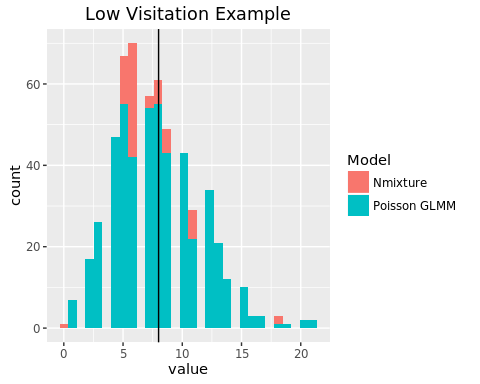 Low Visitation Example
60
40
20
0
count
0 5 10 15 20
value
Model
Nmixture
Poisson GLMM